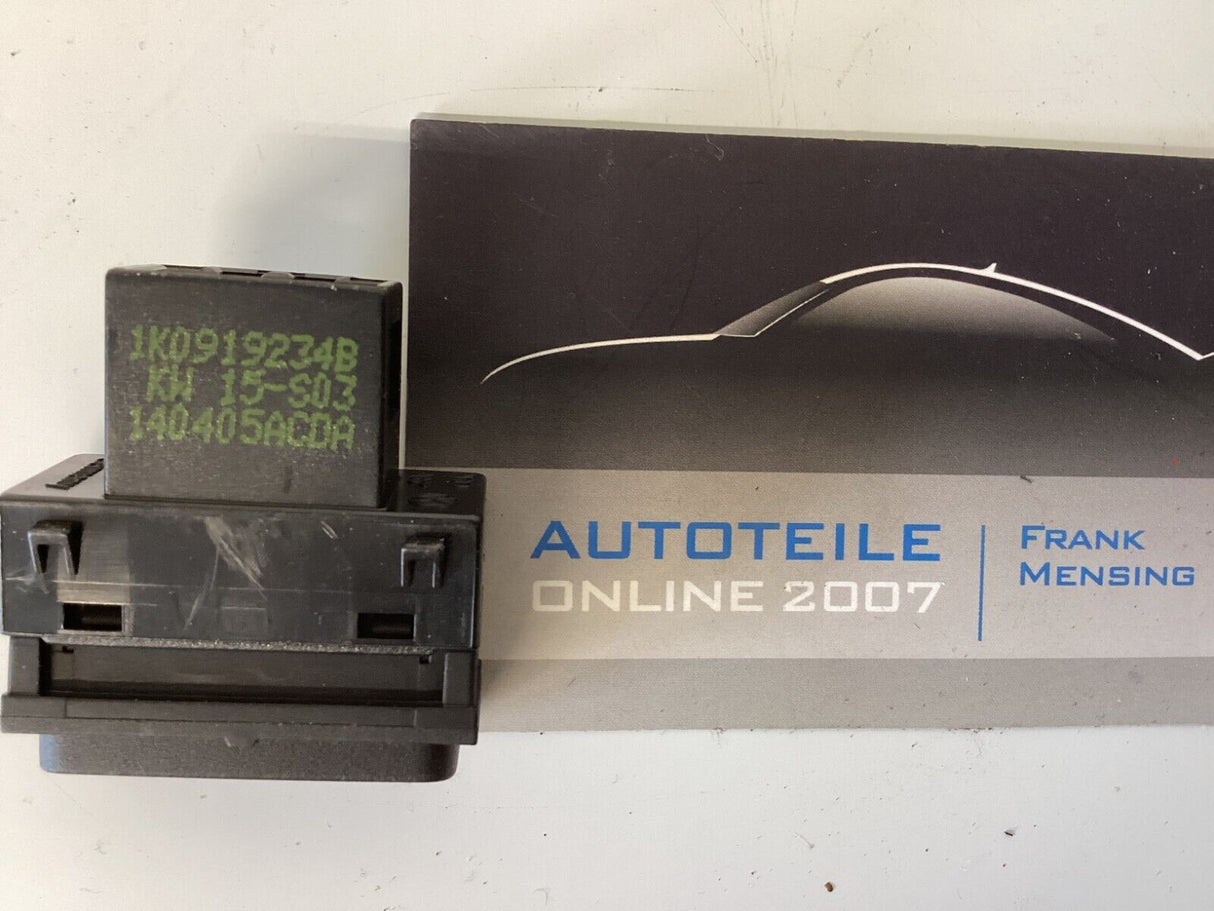 1K0919234B
KW 15-S03
140405ACDA
AUTOTEILE
ONLINE 2007
FRANK
MENSING